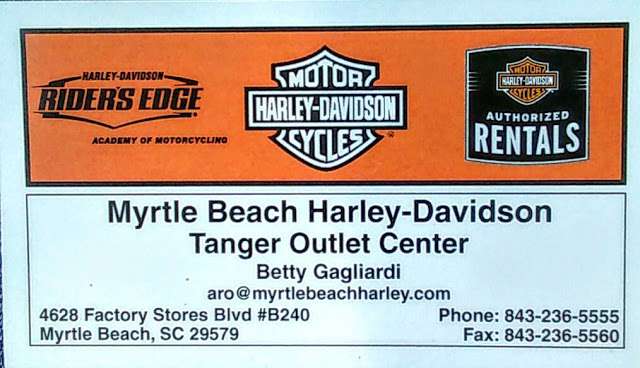 HARLEY-DAVIDSON
RIDER'S EDGE
ACADEMY OF MOTORCYCLING
MOTOR
HARLEY-DAVIDSON
CYCLES
MOTOR
HARLEY-DAVIDSON
CYCLES
AUTHORIZED
RENTALS
Myrtle Beach Harley-Davidson
Tanger Outlet Center
Betty Gagliardi
aro@myrtlebeachharley.com
4628 Factory Stores Blvd #B240 Phone: 843-236-5555
Myrtle Beach, SC 29579 Fax: 843-236-5560